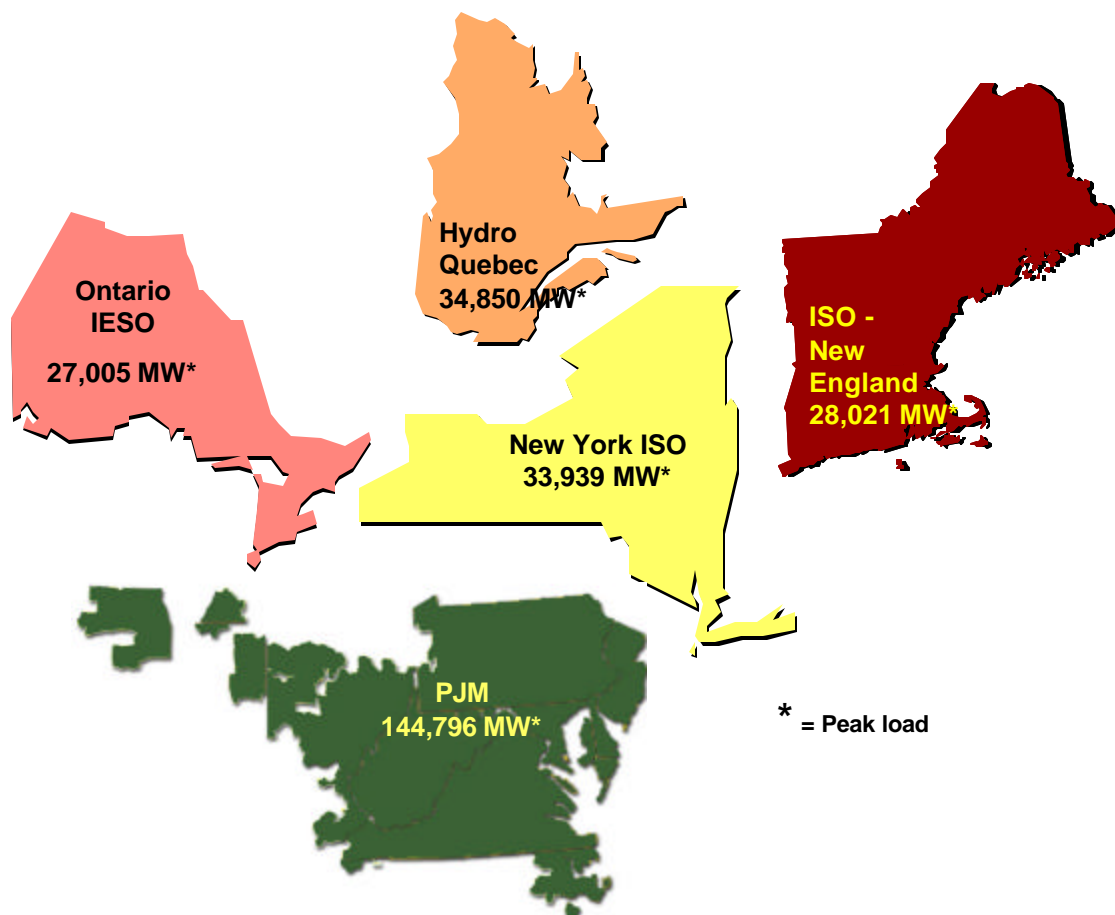 Hydro
Quebec
34,850 MW*
Ontario
IESO
27,005 MW*
ISO -
New
England
28,021 MW*
New York ISO
33,939 MW*
PJM
144,796 MW*
* = Peak load